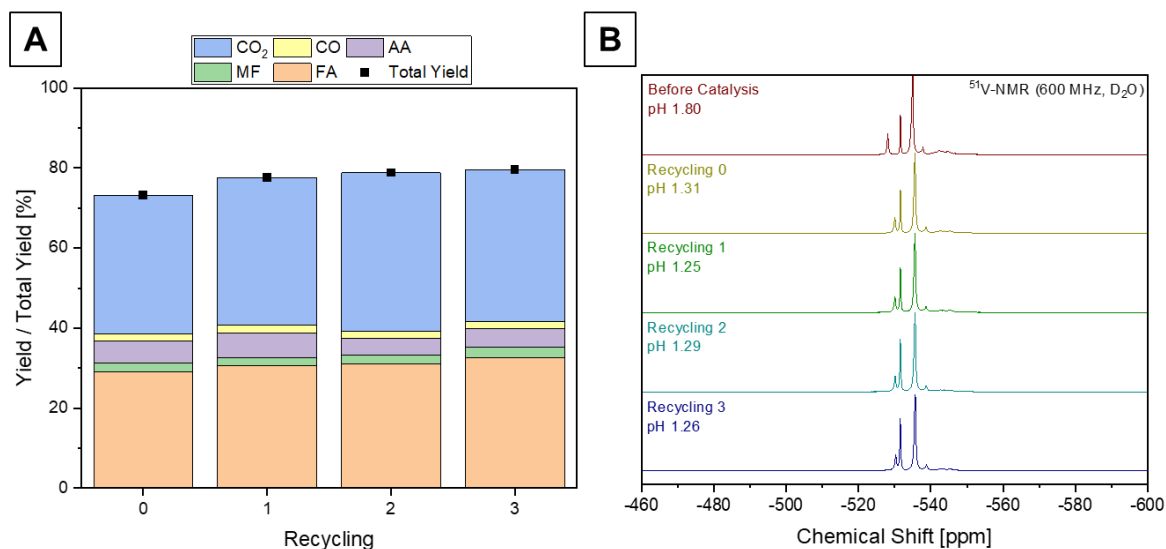 A
CO₂ CO AA
MF FA Total Yield
Yield / Total Yield [%]
100
80
60
40
20
0
0 1 2 3
Recycling
B
Before Catalysis
pH 1.80
⁵¹V-NMR (600 MHz, D₂O)
Recycling 0
pH 1.31
Recycling 1
pH 1.25
Recycling 2
pH 1.29
Recycling 3
pH 1.26
-460 -480 -500 -520 -540 -560 -580 -600
Chemical Shift [ppm]